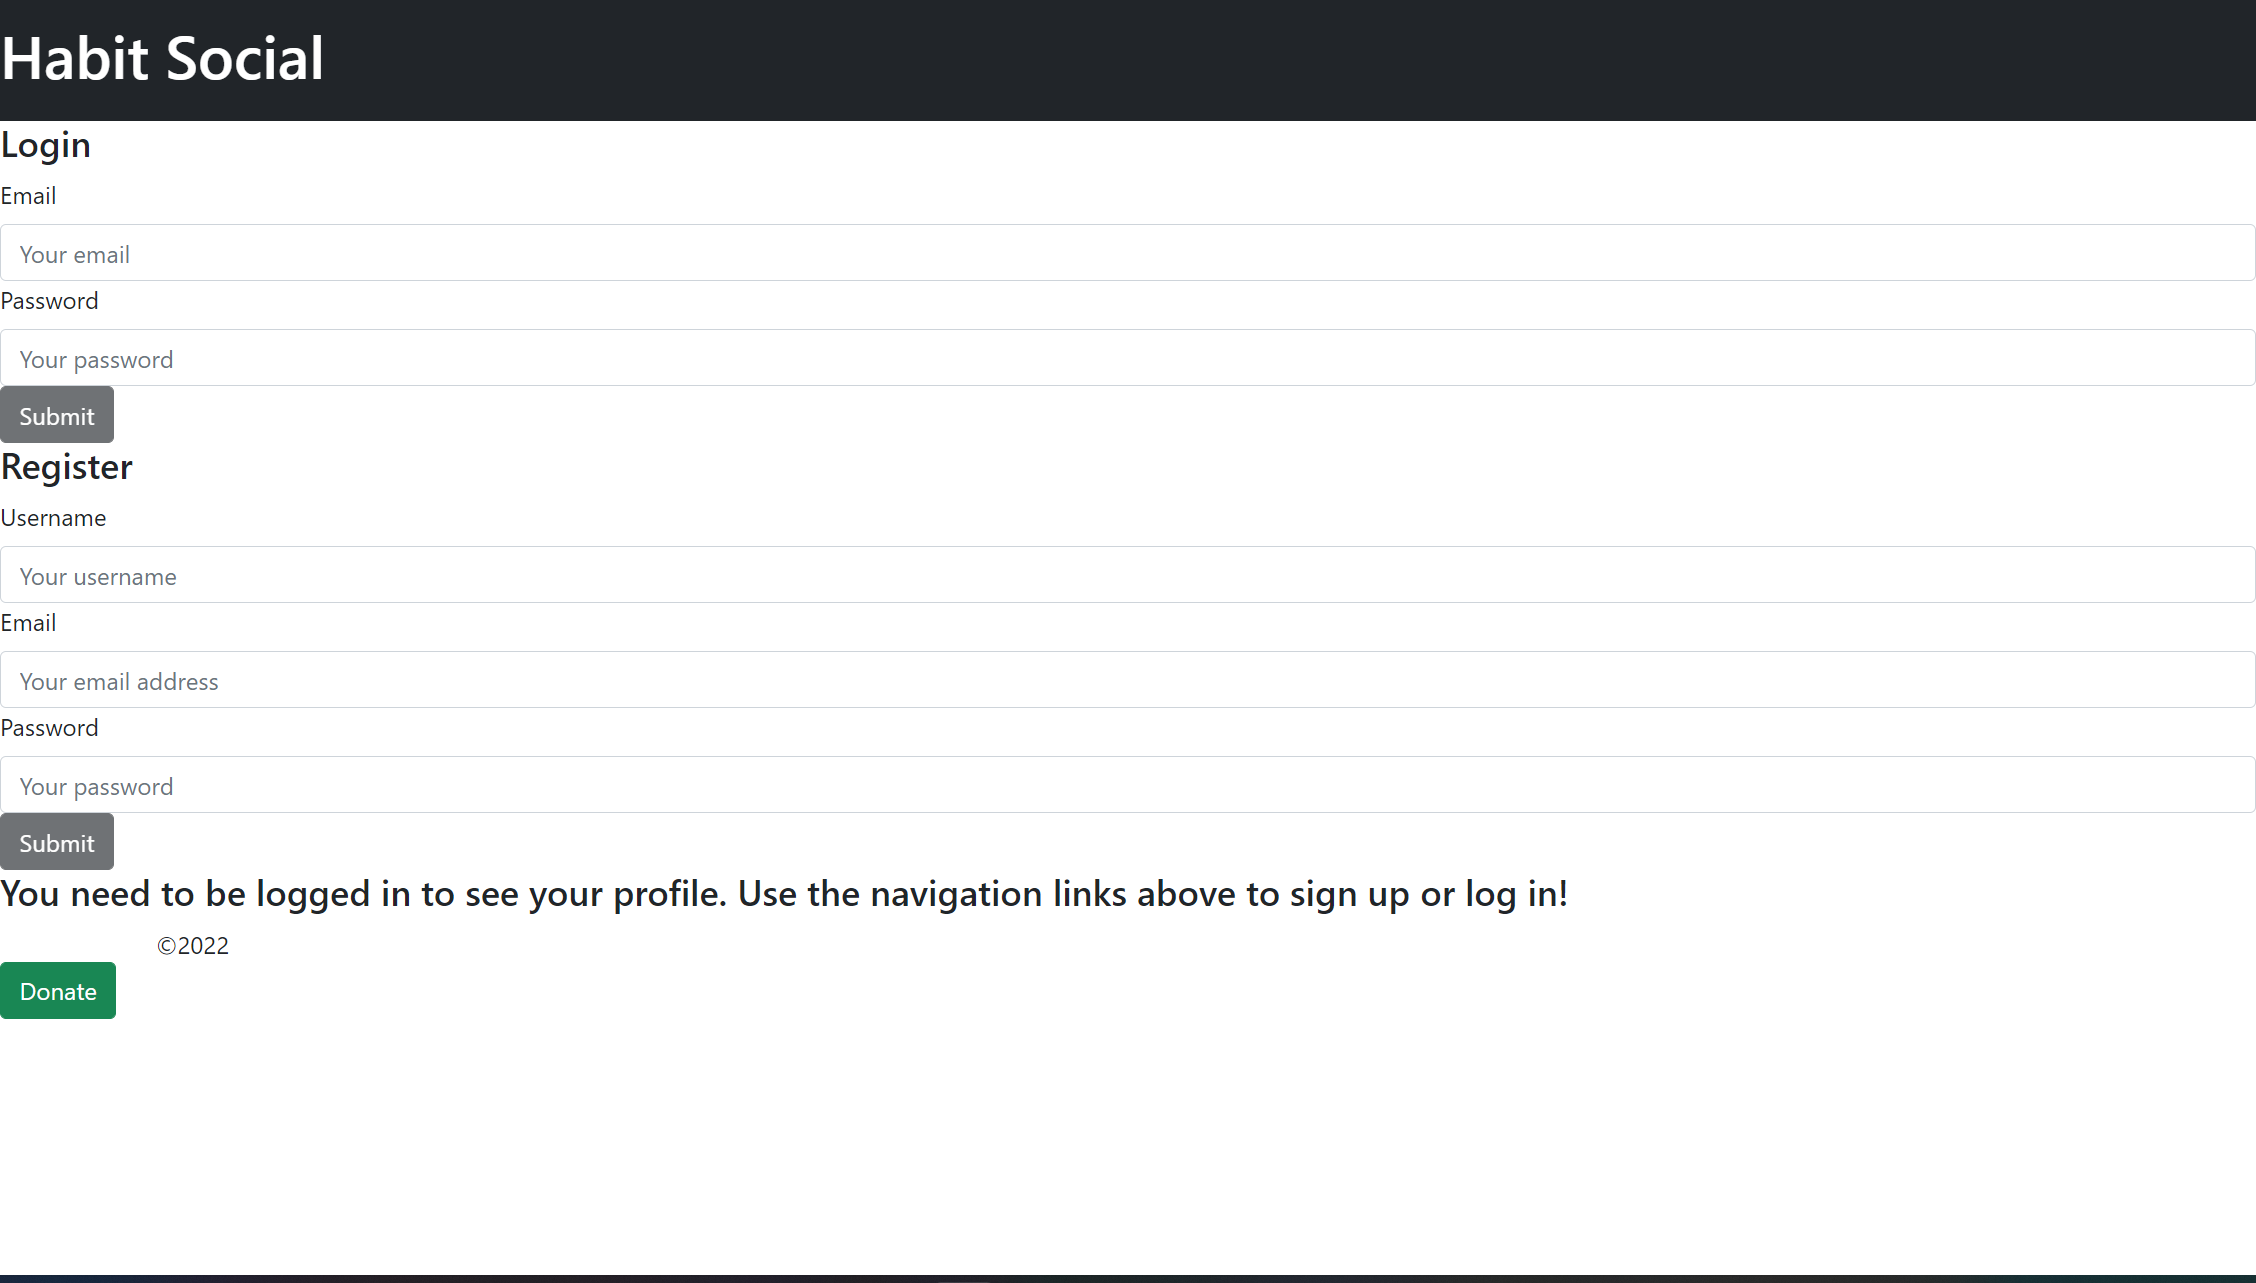 Habit Social
Login
Email
Your email
Password
Your password
Submit
Register
Username
Your username
Email
Your email address
Password
Your password
Submit
You need to be logged in to see your profile. Use the navigation links above to sign up or log in!
©2022
Donate